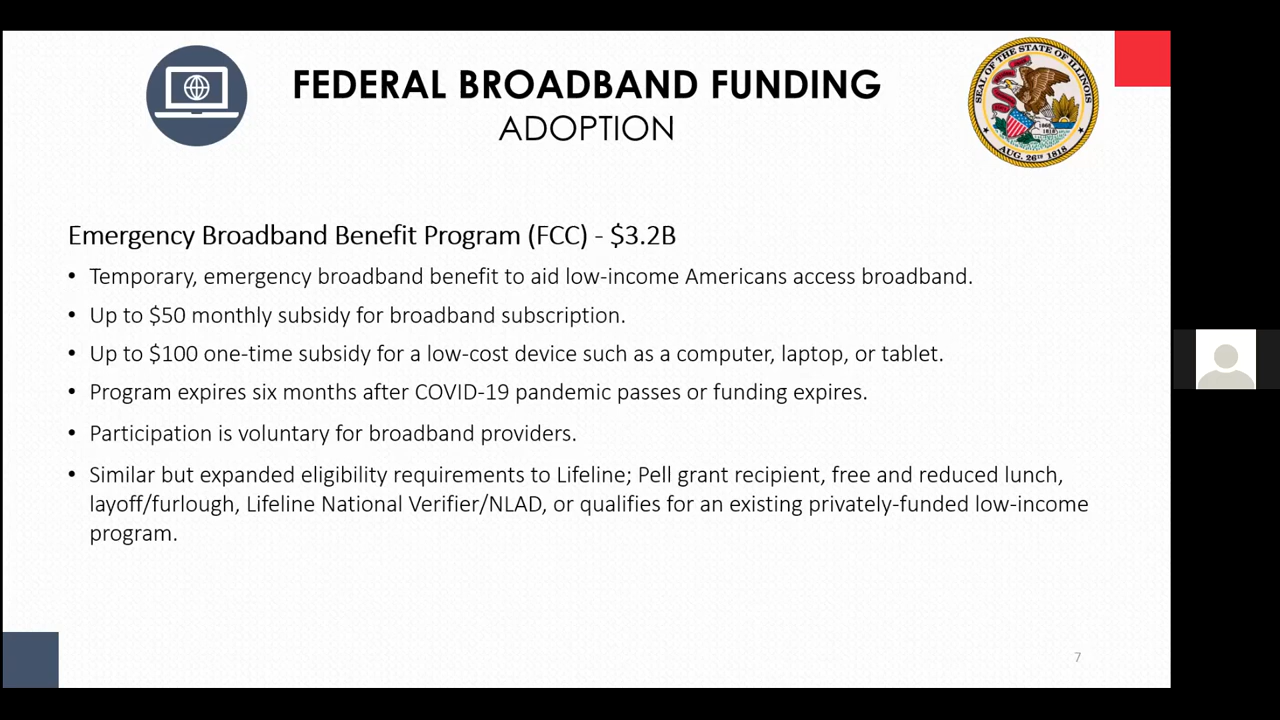 FEDERAL BROADBAND FUNDING
ADOPTION
SEAL OF THE STATE OF ILLINOIS
AUG. 26TH 1818
Emergency Broadband Benefit Program (FCC) - $3.2B
• Temporary, emergency broadband benefit to aid low-income Americans access broadband.
• Up to $50 monthly subsidy for broadband subscription.
• Up to $100 one-time subsidy for a low-cost device such as a computer, laptop, or tablet.
• Program expires six months after COVID-19 pandemic passes or funding expires.
• Participation is voluntary for broadband providers.
• Similar but expanded eligibility requirements to Lifeline; Pell grant recipient, free and reduced lunch,
layoff/furlough, Lifeline National Verifier/NLAD, or qualifies for an existing privately-funded low-income
program.
7